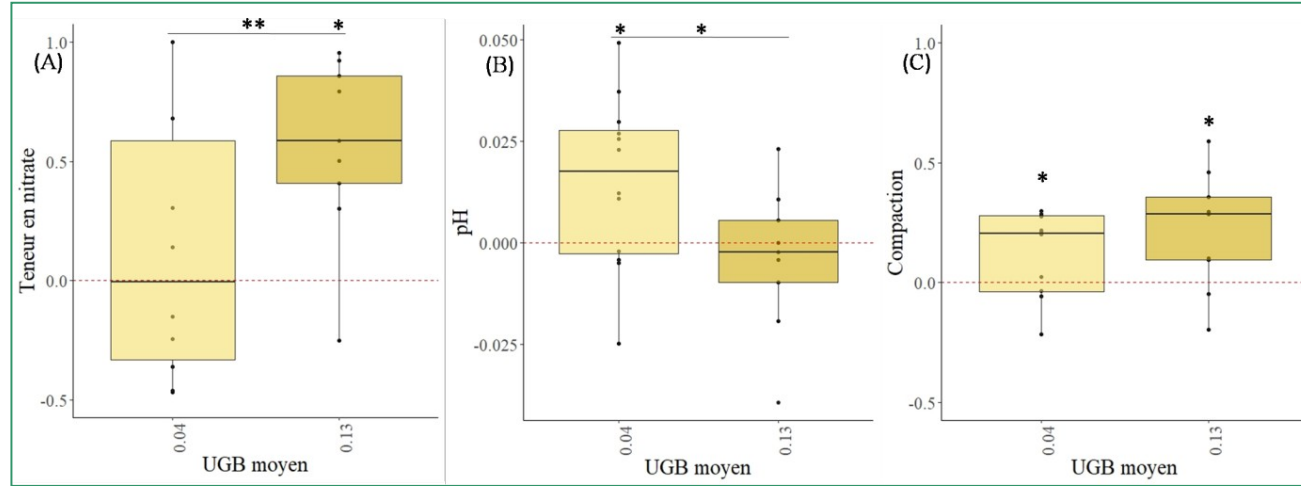 (A)
** *
Teneur en nitrate
1.0
0.5
0.0
-0.5
0.04
0.13
UGB moyen
(B)
* *
pH
0.050
0.025
0.000
-0.025
0.04
0.13
UGB moyen
(C)
*
*
Compaction
1.0
0.5
0.0
-0.5
0.04
0.13
UGB moyen